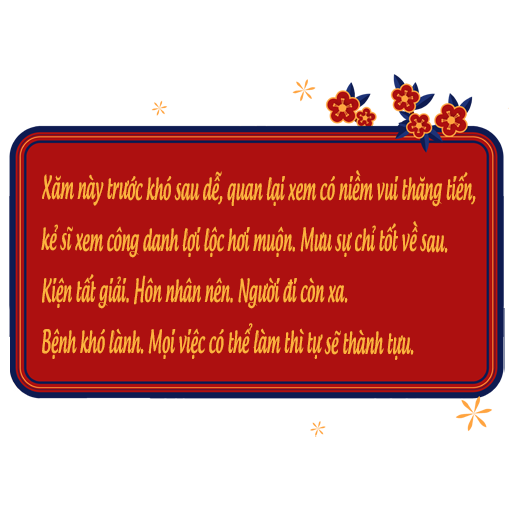 Xăm này trước khó sau dễ, quan lại xem có niềm vui thăng tiến,
kẻ sĩ xem công danh lợi lộc hơi muộn. Mưu sự chỉ tốt về sau.
Kiện tất giải. Hôn nhân nên. Người đi còn xa.
Bệnh khó lành. Mọi việc có thể làm thì tự sẽ thành tựu.